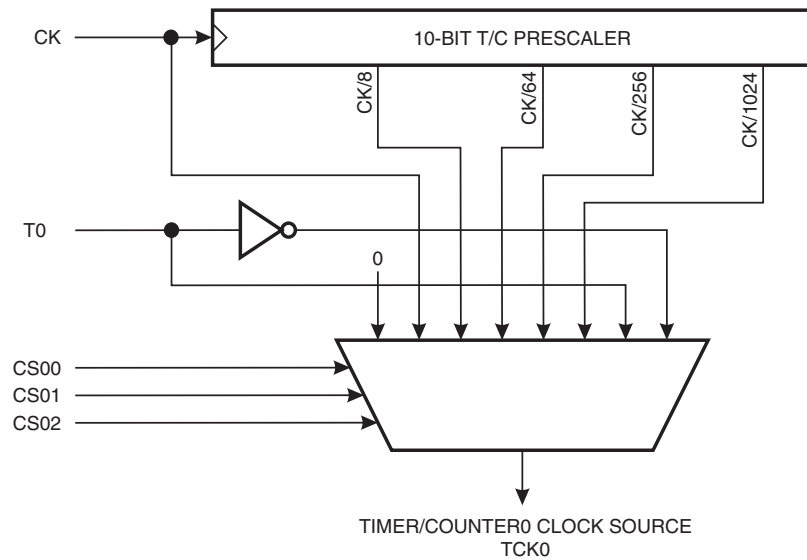 CK
10-BIT T/C PRESCALER
CK/8
CK/64
CK/256
CK/1024
T0
0
CS00
CS01
CS02
TIMER/COUNTER0 CLOCK SOURCE
TCK0